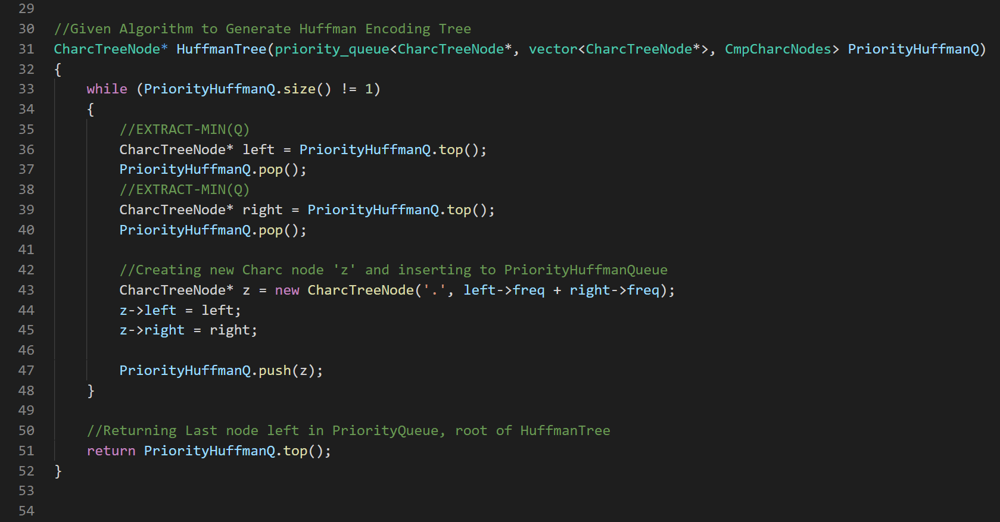 29
30 //Given Algorithm to Generate Huffman Encoding Tree
31 CharcTreeNode* HuffmanTree(priority_queue<CharcTreeNode*, vector<CharcTreeNode*>, CmpCharcNodes> PriorityHuffmanQ)
32 {
33     while (PriorityHuffmanQ.size() != 1)
34     {
35         //EXTRACT-MIN(Q)
36         CharcTreeNode* left = PriorityHuffmanQ.top();
37         PriorityHuffmanQ.pop();
38         //EXTRACT-MIN(Q)
39         CharcTreeNode* right = PriorityHuffmanQ.top();
40         PriorityHuffmanQ.pop();
41
42         //Creating new Charc node 'z' and inserting to PriorityHuffmanQueue
43         CharcTreeNode* z = new CharcTreeNode('.', left->freq + right->freq);
44         z->left = left;
45         z->right = right;
46
47         PriorityHuffmanQ.push(z);
48     }
49
50     //Returning Last node left in PriorityQueue, root of HuffmanTree
51     return PriorityHuffmanQ.top();
52 }
53
54